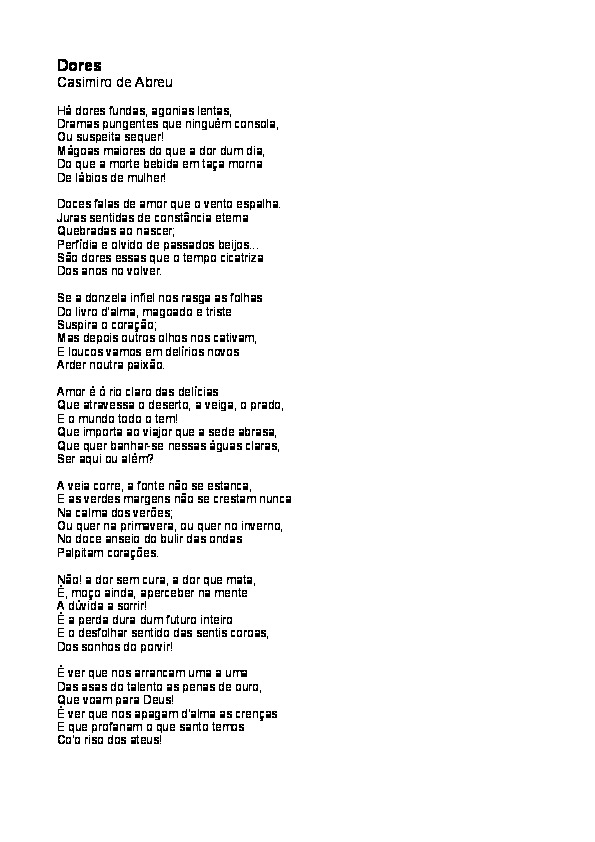 Dores
Casimiro de Abreu
Há dores fundas, agonias lentas,
Dramas pungentes que ninguém consola,
Ou suspeita sequer!
Mágoas maiores do que a dor dum dia,
Do que a morte bebida em taça morna
De lábios de mulher!
Doces falas de amor que o vento espalha.
Juras sentidas de constância eterna
Quebradas ao nascer;
Perfídia e olvido de passados beijos...
São dores essas que o tempo cicatriza
Dos anos no volver.
Se a donzela infiel nos rasga as folhas
Do livro d'alma, magoado e triste
Suspira o coração;
Mas depois outros olhos nos cativam,
E loucos vamos em delírios novos
Arder noutra paixão.
Amor é ó rio claro das delícias
Que atravessa o deserto, a veiga, o prado,
E o mundo todo o tem!
Que importa ao viajor que a sede abrasa,
Que quer banhar-se nessas águas claras,
Ser aqui ou além?
A veia corre, a fonte não se estanca,
E as verdes margens não se crestam nunca
Na calma dos verões;
Ou quer na primavera, ou quer no inverno,
No doce anseio do bulir das ondas
Palpitam corações.
Não! a dor sem cura, a dor que mata,
É, moço ainda, aperceber na mente
A dúvida a sorrir!
É a perda dura dum futuro inteiro
E o desfolhar sentido das sentis coroas,
Dos sonhos do porvir!
É ver que nos arrancam uma a uma
Das asas do talento as penas de ouro,
Que voam para Deus!
É ver que nos apagam d'alma as crenças
E que profanam o que santo temos
Co'o riso dos ateus!